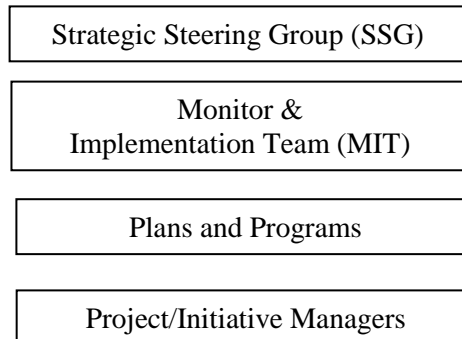 Strategic Steering Group (SSG)
Monitor &
Implementation Team (MIT)
Plans and Programs
Project/Initiative Managers